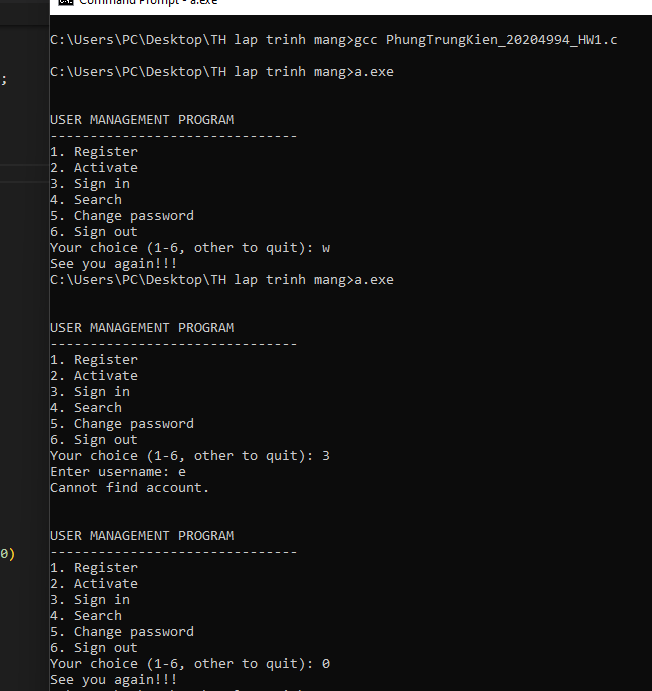 Command Prompt - a.exe
C:\Users\PC\Desktop\TH lap trinh mang>gcc PhungTrungKien_20204994_HW1.c
C:\Users\PC\Desktop\TH lap trinh mang>a.exe
;
USER MANAGEMENT PROGRAM
-------------------------------
1. Register
2. Activate
3. Sign in
4. Search
5. Change password
6. Sign out
Your choice (1-6, other to quit): w
See you again!!!
C:\Users\PC\Desktop\TH lap trinh mang>a.exe
USER MANAGEMENT PROGRAM
-------------------------------
1. Register
2. Activate
3. Sign in
4. Search
5. Change password
6. Sign out
Your choice (1-6, other to quit): 3
Enter username: e
Cannot find account.
USER MANAGEMENT PROGRAM
-------------------------------
0)
1. Register
2. Activate
3. Sign in
4. Search
5. Change password
6. Sign out
Your choice (1-6, other to quit): 0
See you again!!!